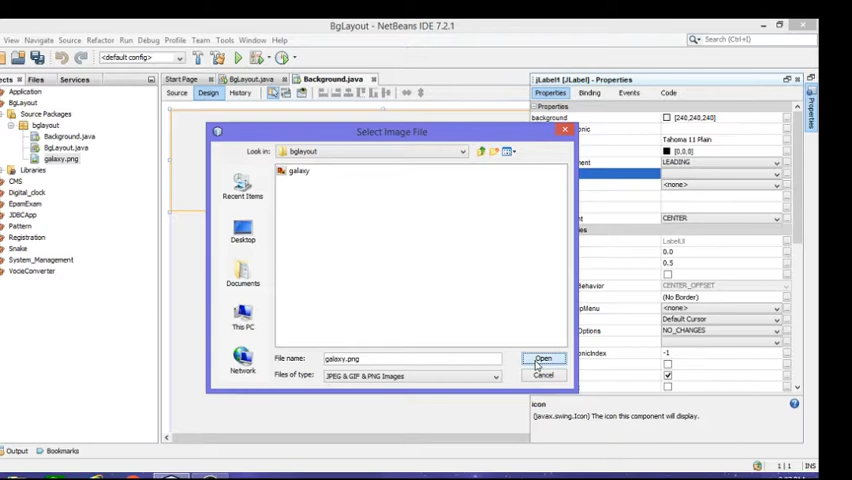 BgLayout - NetBeans IDE 7.2.1
View Navigate Source Refactor Run Debug Profile Team Tools Window Help
Search (Ctrl+I)
<default config>
Files Services
Start Page BgLayout.java Background.java
jLabel1 [JLabel] - Properties
Source Design History
Properties Binding Events Code
Application
BgLayout
Source Packages
bglayout
Background.java
BgLayout.java
galaxy.png
Libraries
CMS
Digital_clock
EpamExam
JDBCApp
Pattern
Registration
Snake
System_Management
VoiceConverter
Select Image File
Look in: bglayout
galaxy
Recent Items
Desktop
Documents
This PC
Network
File name: galaxy.png Open
Files of type: JPEG & GIF & PNG Images Cancel
Properties
background [240,240,240]
Tahoma 11 Plain
[0,0,0]
LEADING
<none>
CENTER
LabelUI
0.0
0.5
Behavior CENTER_OFFSET
(No Border)
Default Cursor
Options NO_CHANGES
-1
icon
(javax.swing.Icon) The icon this component will display.
Properties
Output Bookmarks
1 | 1 INS